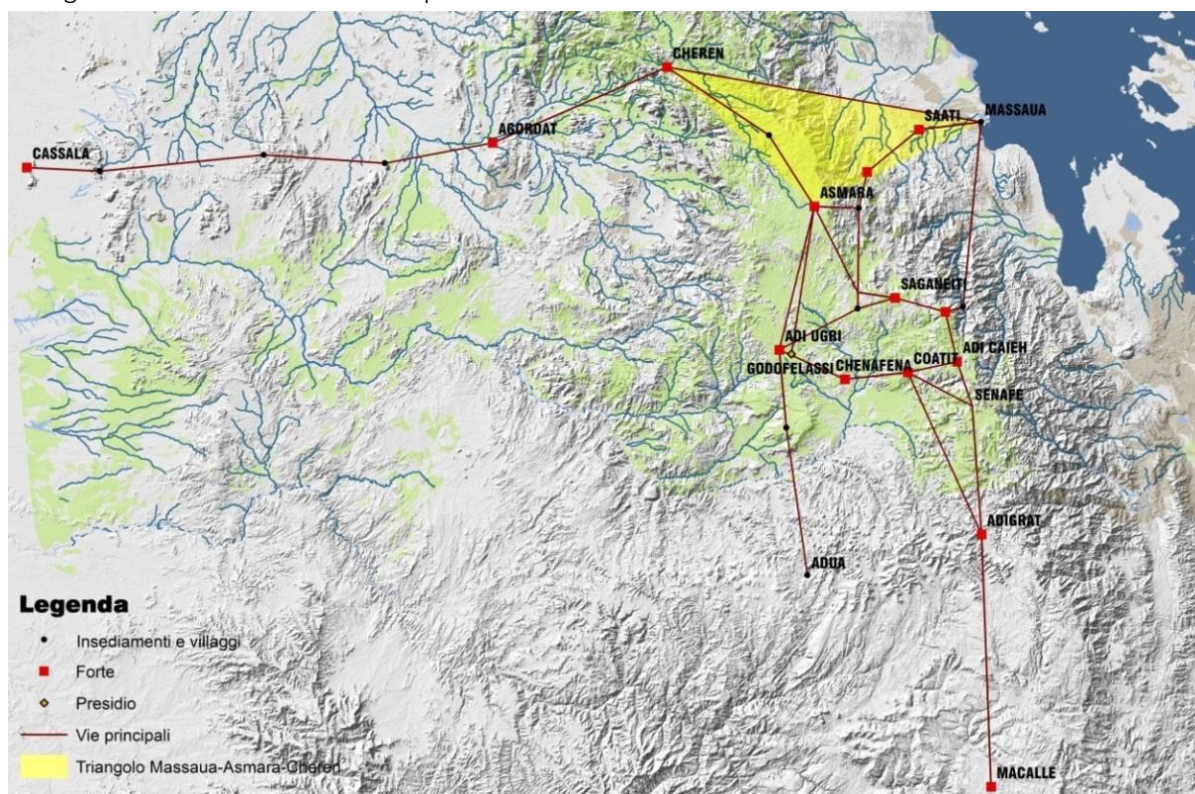 CHEREN
MASSAUA
SAATI
AGORDAT
CASSALA
ASMARA
SAGANEITI
ADI UGRI
ADI CAIEH
COATIT
GODOFELASSI
CHENAFENA
SENAFE
ADIGRAT
ADUA
MACALLE
Legenda
Insediamenti e villaggi
Forte
Presidio
Vie principali
Triangolo Massaua-Asmara-Cheren